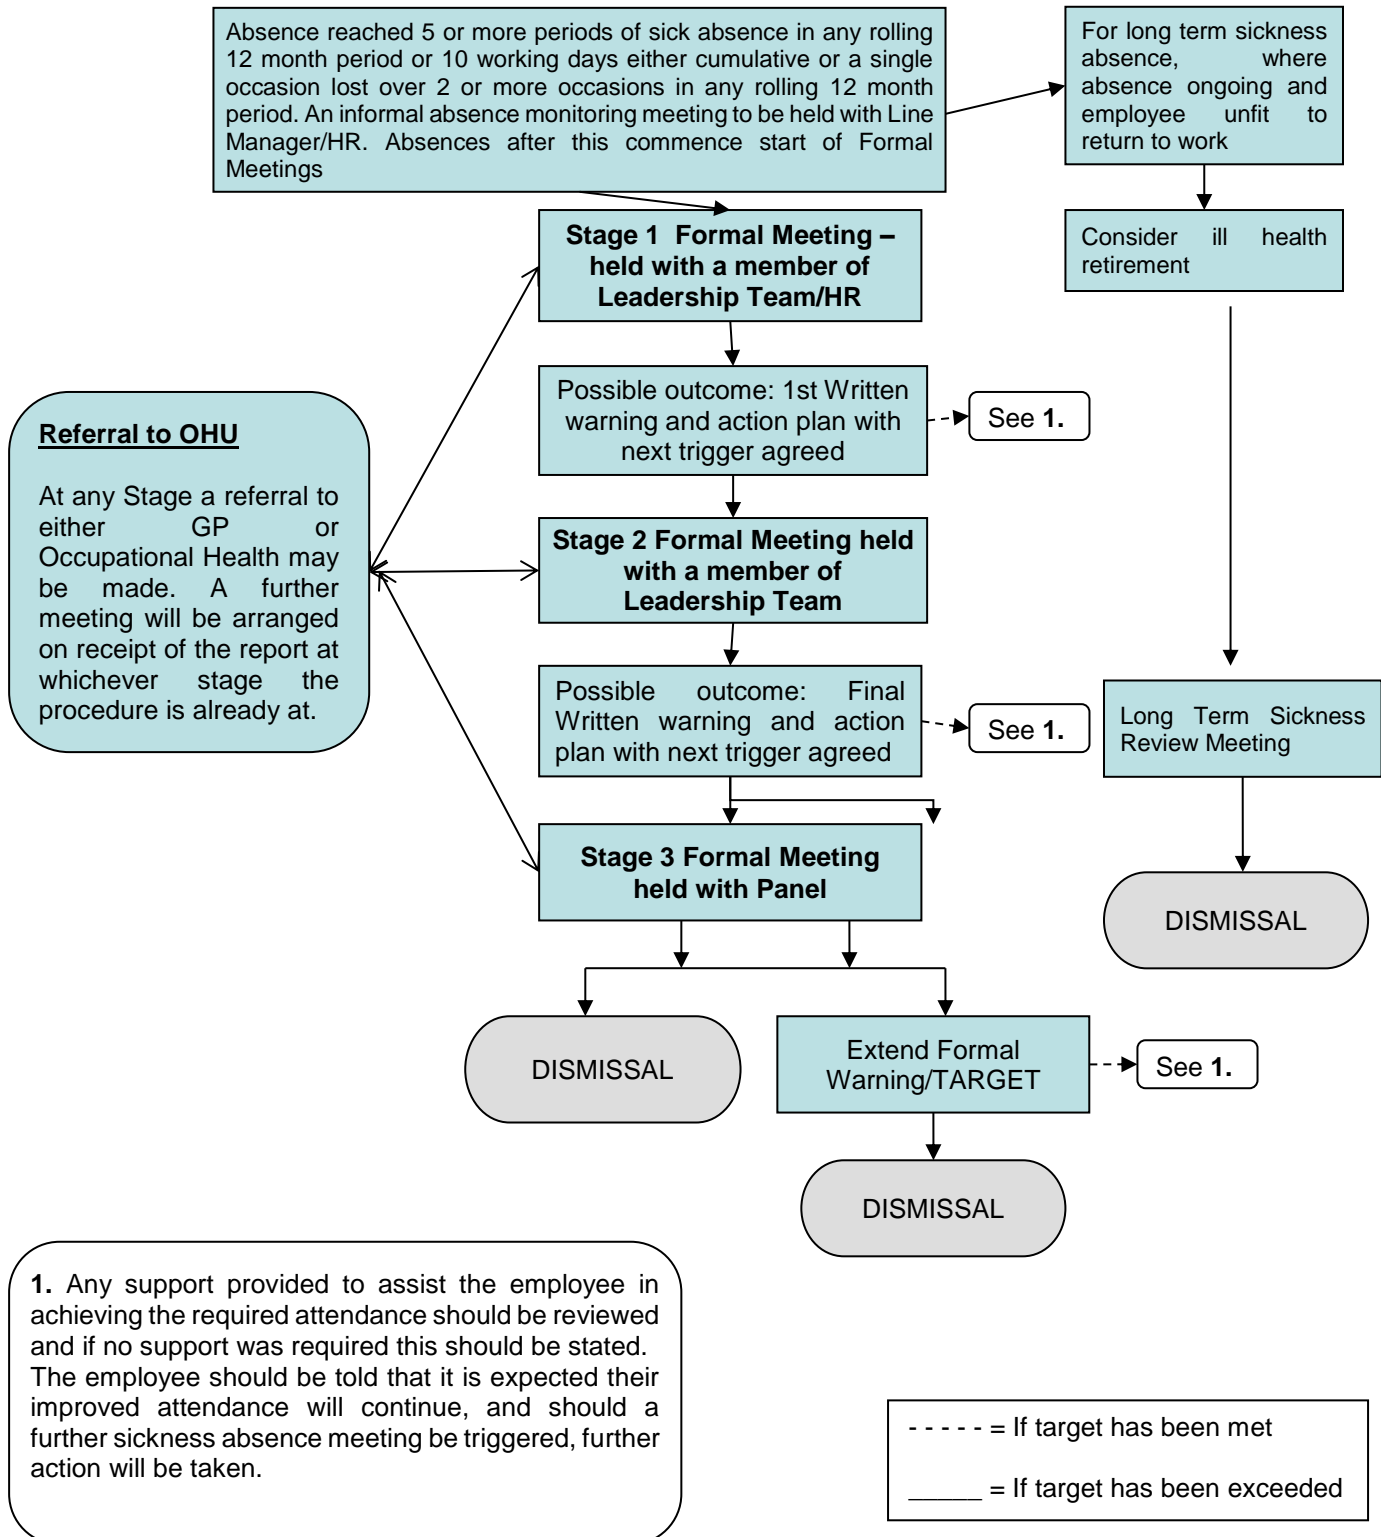 Absence reached 5 or more periods of sick absence in any rolling
12 month period or 10 working days either cumulative or a single
occasion lost over 2 or more occasions in any rolling 12 month
period. An informal absence monitoring meeting to be held with Line
Manager/HR. Absences after this commence start of Formal
Meetings
For long term sickness
absence, where
absence ongoing and
employee unfit to
return to work
Stage 1 Formal Meeting –
held with a member of
Leadership Team/HR
Consider ill health
retirement
Possible outcome: 1st Written
warning and action plan with
next trigger agreed
See 1.
Referral to OHU
At any Stage a referral to
either GP or
Occupational Health may
be made. A further
meeting will be arranged
on receipt of the report at
whichever stage the
procedure is already at.
Stage 2 Formal Meeting held
with a member of
Leadership Team
Possible outcome: Final
Written warning and action
plan with next trigger agreed
See 1.
Long Term Sickness
Review Meeting
Stage 3 Formal Meeting
held with Panel
DISMISSAL
DISMISSAL
Extend Formal
Warning/TARGET
See 1.
DISMISSAL
1. Any support provided to assist the employee in
achieving the required attendance should be reviewed
and if no support was required this should be stated.
The employee should be told that it is expected their
improved attendance will continue, and should a
further sickness absence meeting be triggered, further
action will be taken.
- - - - - = If target has been met
_____ = If target has been exceeded